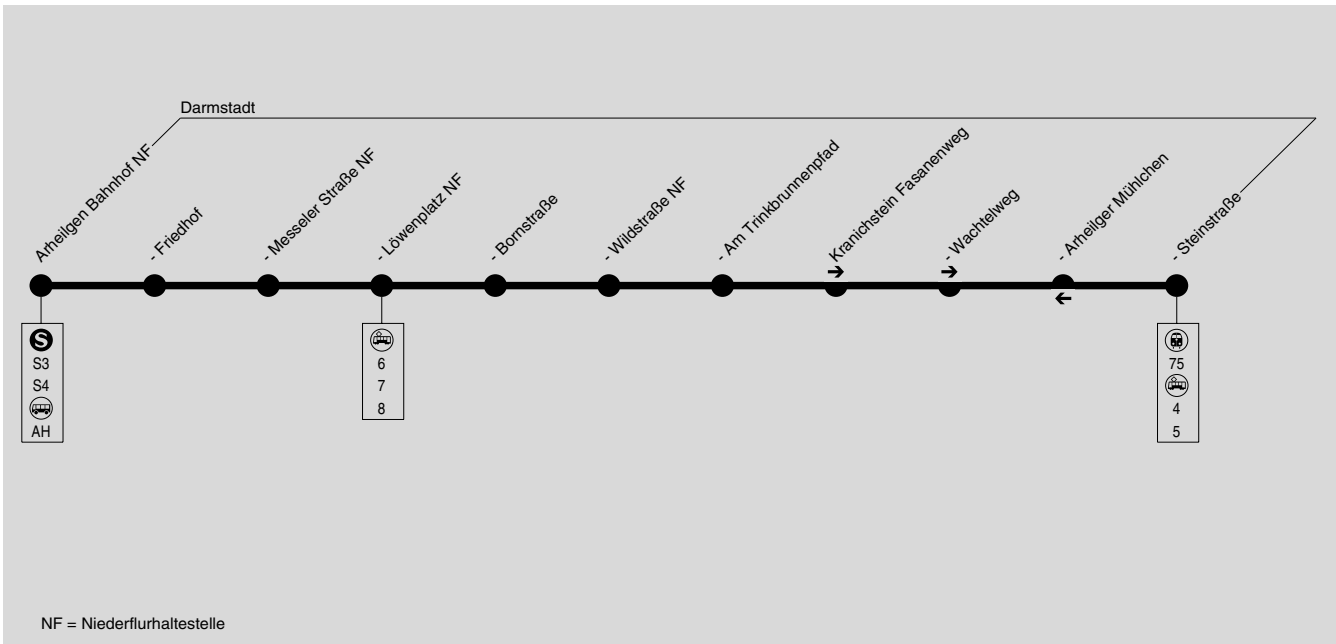 Darmstadt
Arheilgen Bahnhof NF
- Friedhof
- Messeler Straße NF
- Löwenplatz NF
- Bornstraße
- Wildstraße NF
- Am Trinkbrunnenpfad
Kranichstein Fasanenweg
- Wachtelweg
- Arheilger Mühlchen
- Steinstraße
S
S3
S4
AH
6
7
8
75
4
5
NF = Niederflurhaltestelle